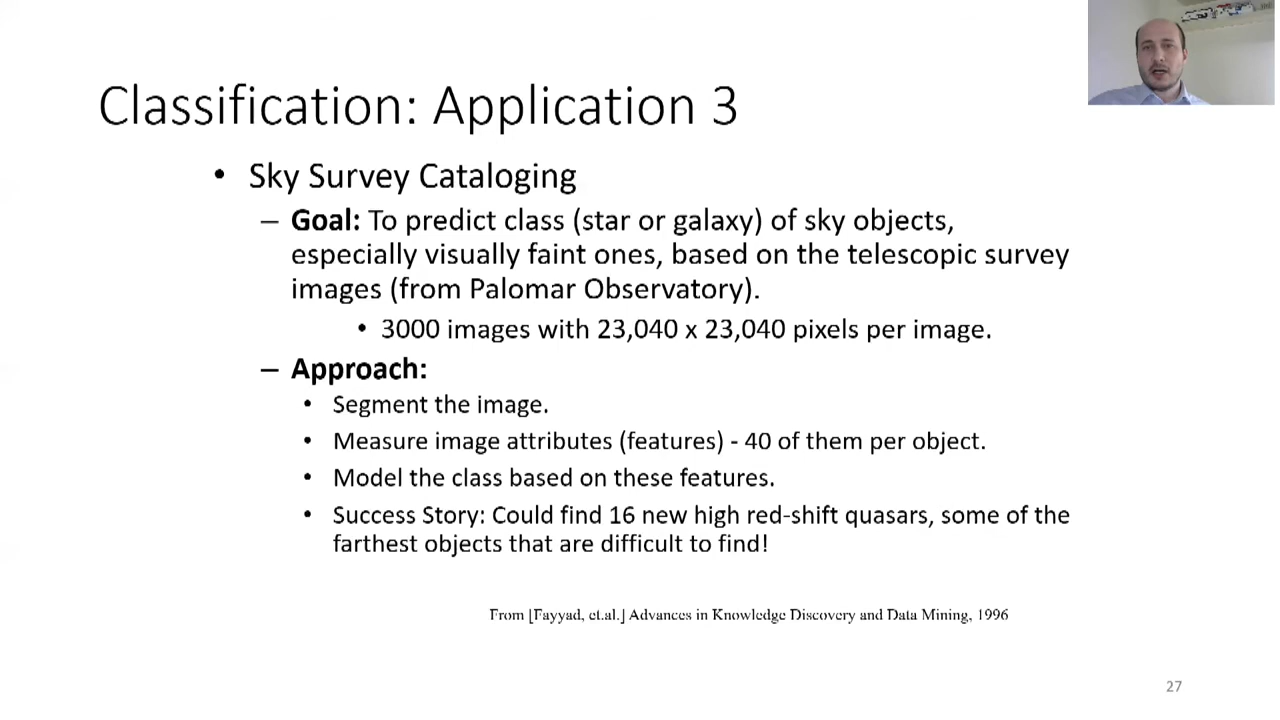 Classification: Application 3
• Sky Survey Cataloging
– Goal: To predict class (star or galaxy) of sky objects,
especially visually faint ones, based on the telescopic survey
images (from Palomar Observatory).
• 3000 images with 23,040 x 23,040 pixels per image.
– Approach:
• Segment the image.
• Measure image attributes (features) - 40 of them per object.
• Model the class based on these features.
• Success Story: Could find 16 new high red-shift quasars, some of the
farthest objects that are difficult to find!
From [Fayyad, et.al.] Advances in Knowledge Discovery and Data Mining, 1996
27